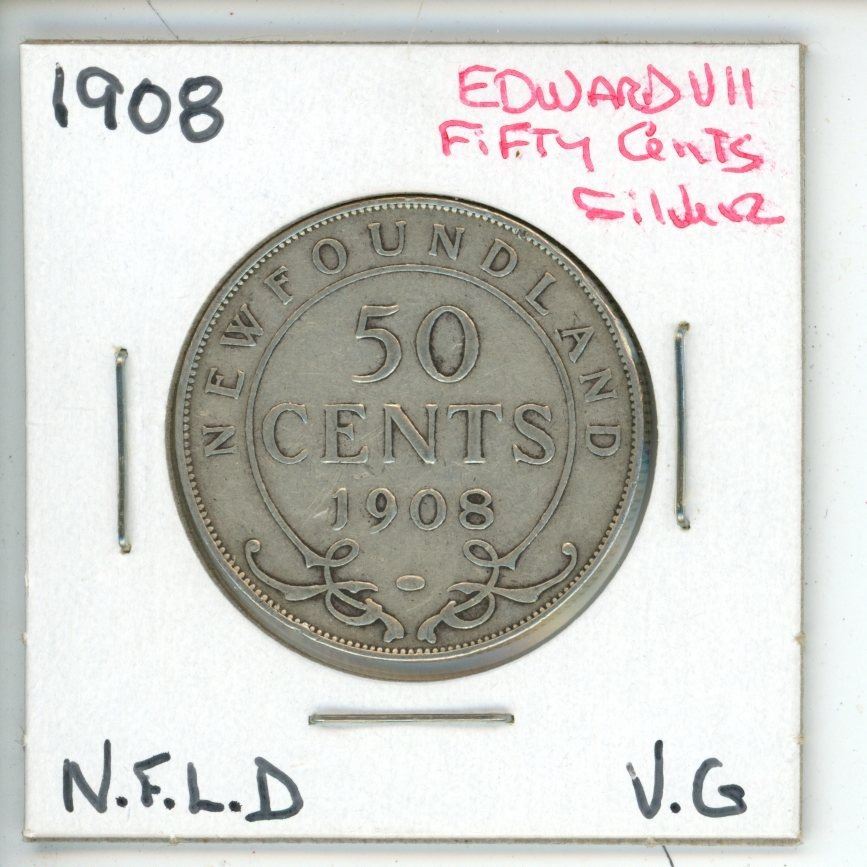 1908
EDWARD VII
FiFTy Cents
Silver
NEWFOUNDLAND
50
CENTS
1908
N.F.L.D
V.G